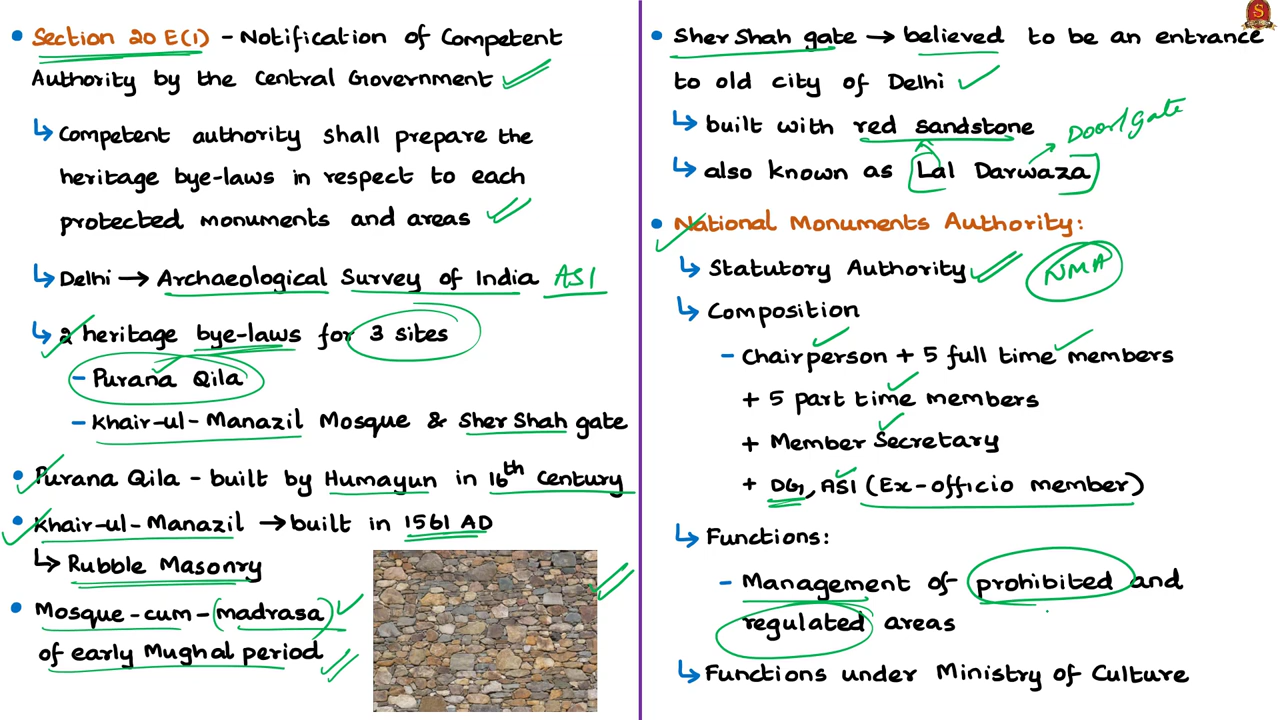 • Section 20 E(1) - Notification of Competent
Authority by the Central Government
↳ Competent authority shall prepare the
heritage bye-laws in respect to each
protected monuments and areas
↳ Delhi → Archaeological Survey of India ASI
↳ 2 heritage bye-laws for 3 sites
- Purana Qila
- Khair-ul-Manazil Mosque & Sher Shah gate
• Purana Qila - built by Humayun in 16th Century
• Khair-ul-Manazil → built in 1561 AD
↳ Rubble Masonry
• Mosque-cum-(madrasa)
of early Mughal period
• Sher Shah gate → believed to be an entrance
to old city of Delhi
↳ built with red sandstone
Door/Gate
↳ also known as Lal Darwaza
• National Monuments Authority:
↳ Statutory Authority NMA
↳ Composition
- Chairperson + 5 full time members
+ 5 part time members
+ Member Secretary
+ DG, ASI (Ex-officio member)
↳ Functions:
- Management of prohibited and
regulated areas
↳ Functions under Ministry of Culture
S